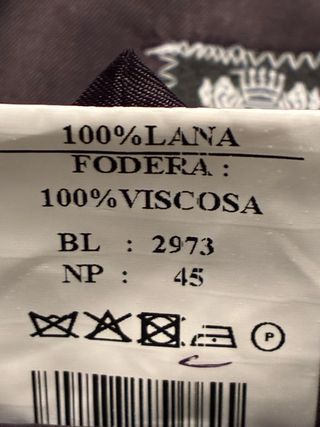 100%LANA
FODERA :
100%VISCOSA
BL : 2973
NP : 45
P